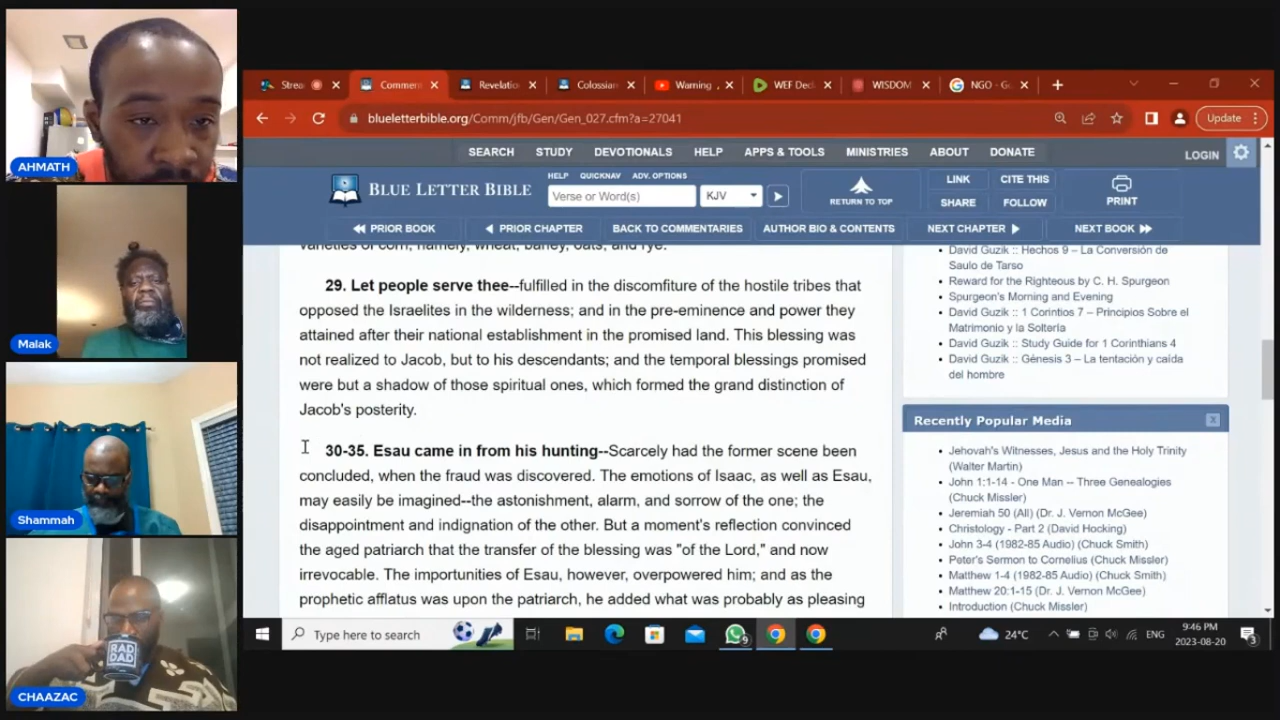 AHMATH
Malak
Shammah
RAD
DAD
CHAAZAC
Strea
Commen
Revelatio
Colossian
Warning ,
WEF Decl
WISDOM
NGO - Go
blueletterbible.org/Comm/jfb/Gen/Gen_027.cfm?a=27041
Update
SEARCH STUDY DEVOTIONALS HELP APPS & TOOLS MINISTRIES ABOUT DONATE
LOGIN
BLUE LETTER BIBLE
HELP QUICKNAV ADV. OPTIONS
Verse or Word(s)
KJV
RETURN TO TOP
LINK
CITE THIS
SHARE
FOLLOW
PRINT
PRIOR BOOK
PRIOR CHAPTER
BACK TO COMMENTARIES
AUTHOR BIO & CONTENTS
NEXT CHAPTER
NEXT BOOK
varieties of corn, namely, wheat, barley, oats, and rye.
29. Let people serve thee--fulfilled in the discomfiture of the hostile tribes that
opposed the Israelites in the wilderness; and in the pre-eminence and power they
attained after their national establishment in the promised land. This blessing was
not realized to Jacob, but to his descendants; and the temporal blessings promised
were but a shadow of those spiritual ones, which formed the grand distinction of
Jacob's posterity.
30-35. Esau came in from his hunting--Scarcely had the former scene been
concluded, when the fraud was discovered. The emotions of Isaac, as well as Esau,
may easily be imagined--the astonishment, alarm, and sorrow of the one; the
disappointment and indignation of the other. But a moment's reflection convinced
the aged patriarch that the transfer of the blessing was "of the Lord," and now
irrevocable. The importunities of Esau, however, overpowered him; and as the
prophetic afflatus was upon the patriarch, he added what was probably as pleasing
David Guzik :: Hechos 9 – La Conversión de
Saulo de Tarso
Reward for the Righteous by C. H. Spurgeon
Spurgeon's Morning and Evening
David Guzik :: 1 Corintios 7 – Principios Sobre el
Matrimonio y la Soltería
David Guzik :: Study Guide for 1 Corinthians 4
David Guzik :: Génesis 3 – La tentación y caída
del hombre
Recently Popular Media
Jehovah's Witnesses, Jesus and the Holy Trinity
(Walter Martin)
John 1:1-14 - One Man -- Three Genealogies
(Chuck Missler)
Jeremiah 50 (All) (Dr. J. Vernon McGee)
Christology - Part 2 (David Hocking)
John 3-4 (1982-85 Audio) (Chuck Smith)
Peter's Sermon to Cornelius (Chuck Missler)
Matthew 1-4 (1982-85 Audio) (Chuck Smith)
Matthew 20:1-15 (Dr. J. Vernon McGee)
Introduction (Chuck Missler)
Type here to search
9
24°C
ENG
9:46 PM
2023-08-20
3